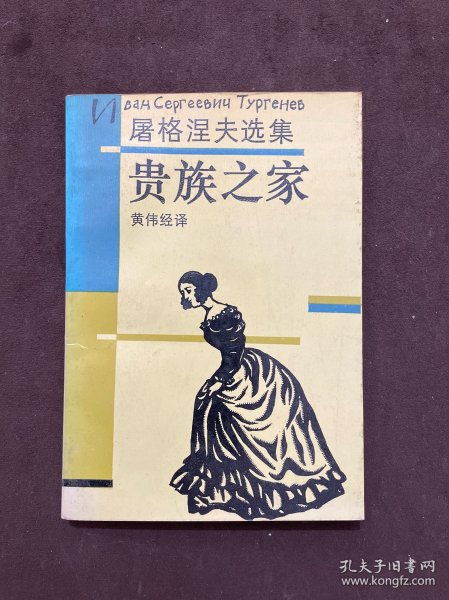 Иван Сергеевич Тургенев
屠格涅夫选集
贵族之家
黄伟经译
孔夫子旧书网
www.kongfz.com